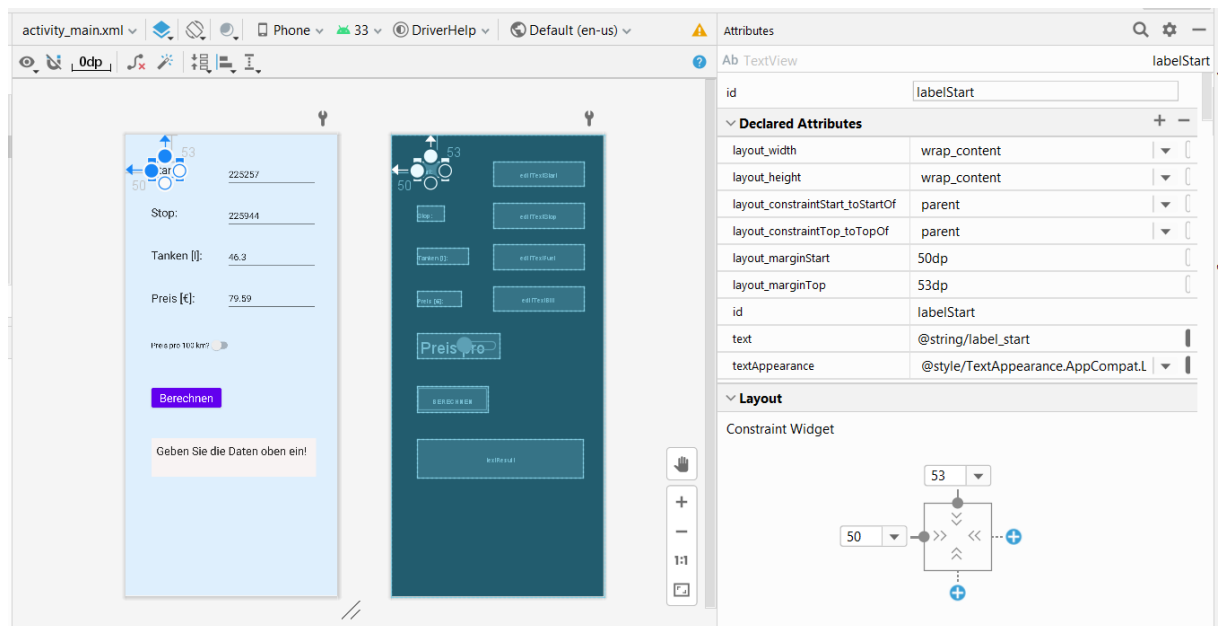 activity_main.xml Phone 33 DriverHelp Default (en-us)
Attributes
0dp
Ab TextView labelStart
id labelStart
Declared Attributes
layout_width wrap_content
layout_height wrap_content
layout_constraintStart_toStartOf parent
layout_constraintTop_toTopOf parent
layout_marginStart 50dp
layout_marginTop 53dp
id labelStart
text @string/label_start
textAppearance @style/TextAppearance.AppCompat.L
Layout
Constraint Widget
53
50
53
50
225257
Stop:
225944
Tanken [l]:
46.3
Preis [€]:
79.59
Preis pro 100 km?
Berechnen
Geben Sie die Daten oben ein!
53
50
editTextStart
Stop:
editTextStop
Tanken [l]:
editTextFuel
Preis [€]:
editTextBill
Preis pro
BERECHNEN
textResult
1:1